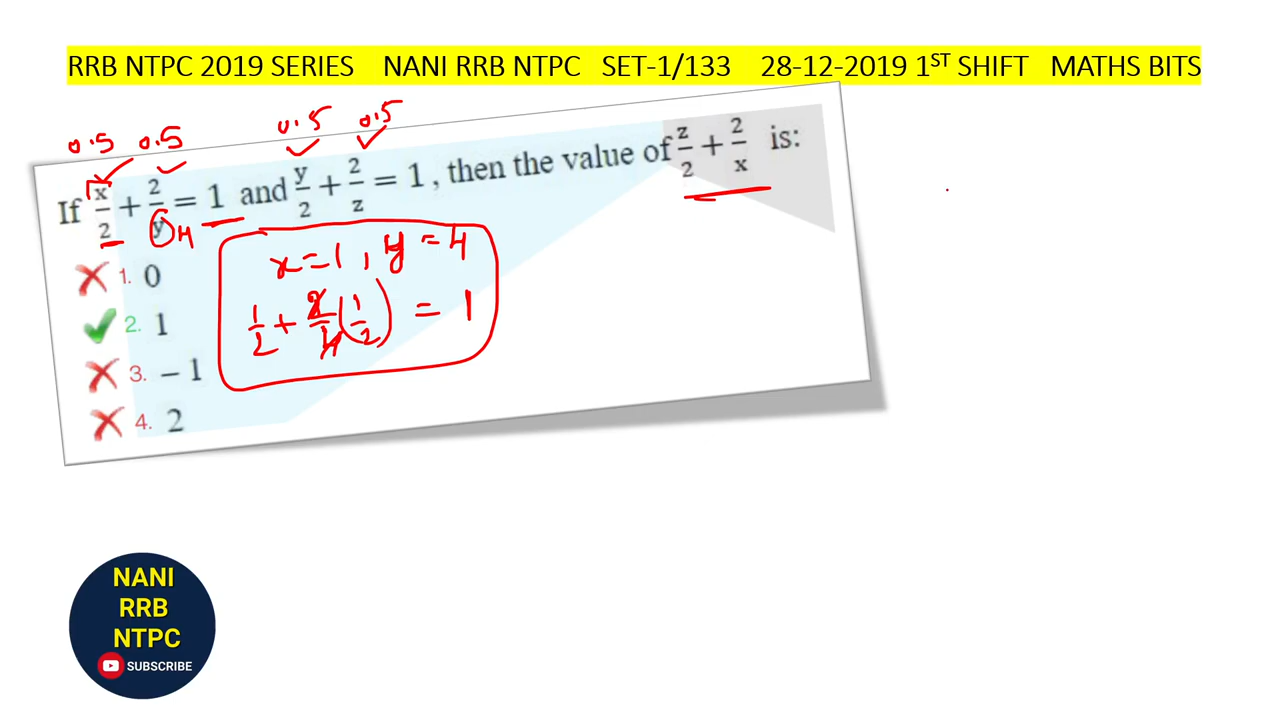 RRB NTPC 2019 SERIES NANI RRB NTPC SET-1/133 28-12-2019 1ST SHIFT MATHS BITS
0.5 0.5 0.5 0.5
If x/2 + 2/y = 1 and y/2 + 2/z = 1, then the value of z/2 + 2/x is:
4
1. 0
2. 1
3. – 1
4. 2
x=1, y=4
1/2 + 2/4 (1/2) = 1
NANI
RRB
NTPC
SUBSCRIBE